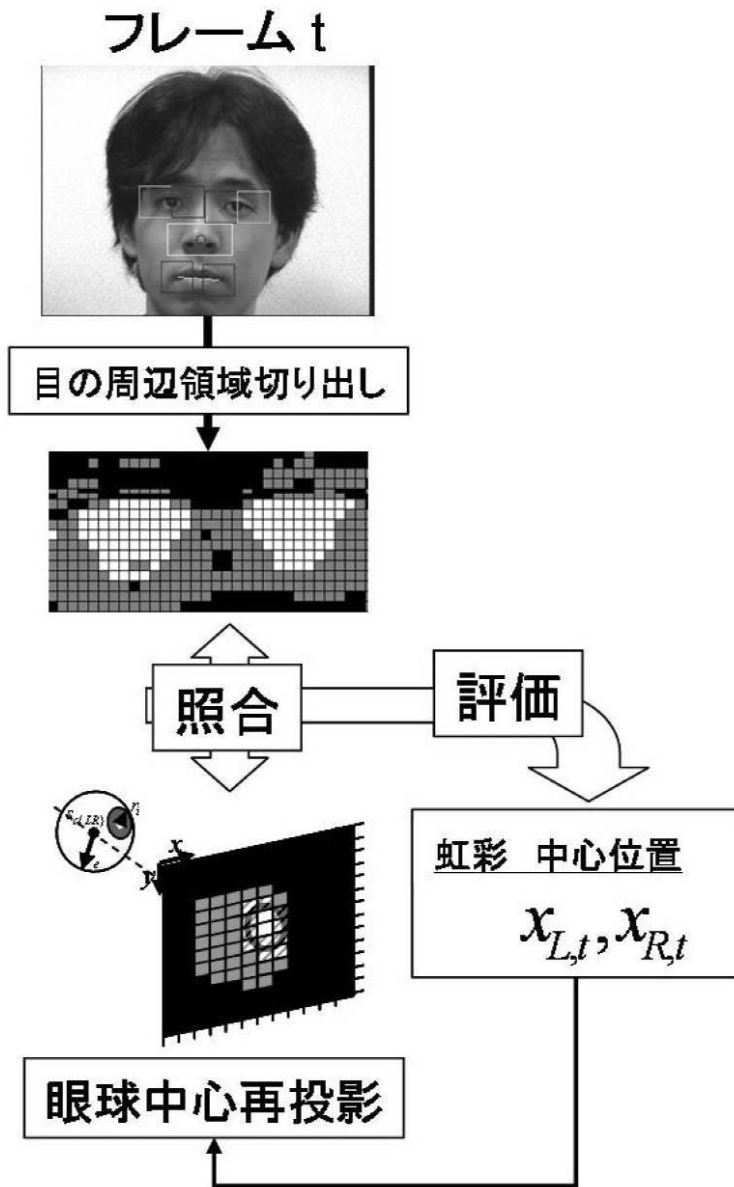 フレーム t
目の周辺領域切り出し
照合
評価
x
y
虹彩 中心位置
x_{L,t}, x_{R,t}
眼球中心再投影